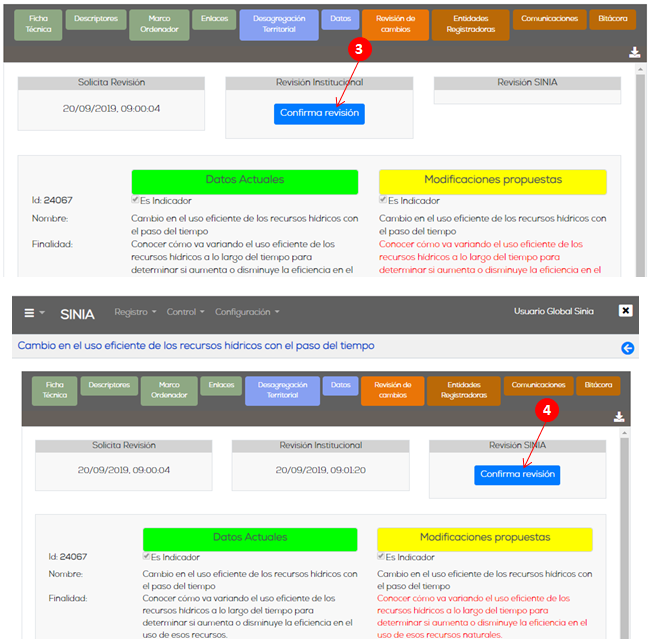 Ficha Técnica
Descriptores
Marco Ordenador
Enlaces
Desagregación Territorial
Datos
Revisión de cambios
Entidades Registradoras
Comunicaciones
Bitácora
3
Solicita Revisión
Revisión Institucional
Revisión SINIA
20/09/2019, 09:00:04
Confirma revisión
Datos Actuales
Modificaciones propuestas
Id: 24067
Es Indicador
Es Indicador
Nombre:
Cambio en el uso eficiente de los recursos hídricos con
el paso del tiempo
Cambio en el uso eficiente de los recursos hídricos con
el paso del tiempo
Finalidad:
Conocer cómo va variando el uso eficiente de los
recursos hídricos a lo largo del tiempo para
determinar si aumenta o disminuye la eficiencia en el
Conocer cómo va variando el uso eficiente de los
recursos hídricos a lo largo del tiempo para
determinar si aumenta o disminuye la eficiencia en el
SINIA
Registro
Control
Configuración
Usuario Global Sinia
Cambio en el uso eficiente de los recursos hídricos con el paso del tiempo
Ficha Técnica
Descriptores
Marco Ordenador
Enlaces
Desagregación Territorial
Datos
Revisión de cambios
Entidades Registradoras
Comunicaciones
Bitácora
4
Solicita Revisión
Revisión Institucional
Revisión SINIA
20/09/2019, 09:00:04
20/09/2019, 09:01:20
Confirma revisión
Datos Actuales
Modificaciones propuestas
Id: 24067
Es Indicador
Es Indicador
Nombre:
Cambio en el uso eficiente de los recursos hídricos con
el paso del tiempo
Cambio en el uso eficiente de los recursos hídricos con
el paso del tiempo
Finalidad:
Conocer cómo va variando el uso eficiente de los
recursos hídricos a lo largo del tiempo para
determinar si aumenta o disminuye la eficiencia en el
uso de esos recursos.
Conocer cómo va variando el uso eficiente de los
recursos hídricos a lo largo del tiempo para
determinar si aumenta o disminuye la eficiencia en el
uso de esos recursos naturales.